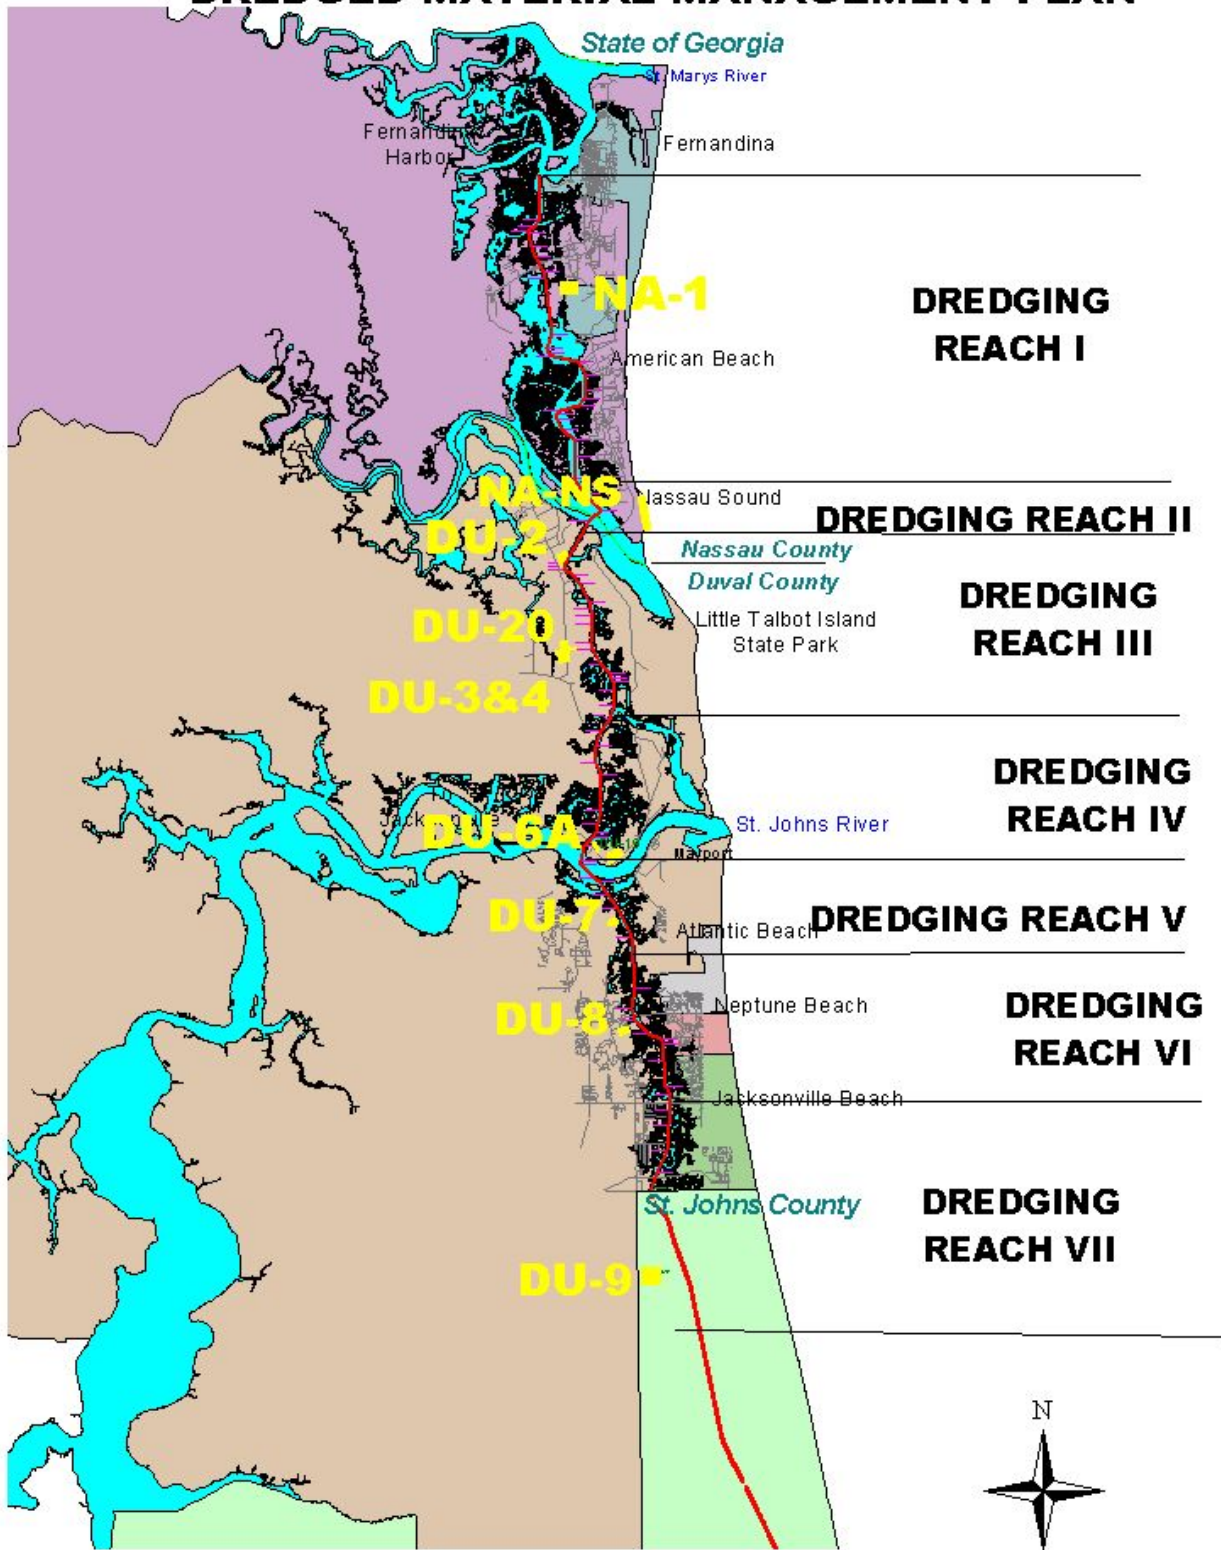 DREDGED MATERIAL MANAGEMENT PLAN
State of Georgia
St. Marys River
Fernandina
Harbor
Fernandina
NA-1
DREDGING
REACH I
American Beach
NA-NS
Nassau Sound
DREDGING REACH II
DU-2
Nassau County
Duval County
DREDGING
REACH III
Little Talbot Island
State Park
DU-20
DU-3&4
DREDGING
REACH IV
Jacksonville
DU-6A
St. Johns River
Mayport
DU-7
Atlantic Beach
DREDGING REACH V
DU-8
Neptune Beach
DREDGING
REACH VI
Jacksonville Beach
St. Johns County
DREDGING
REACH VII
DU-9
N